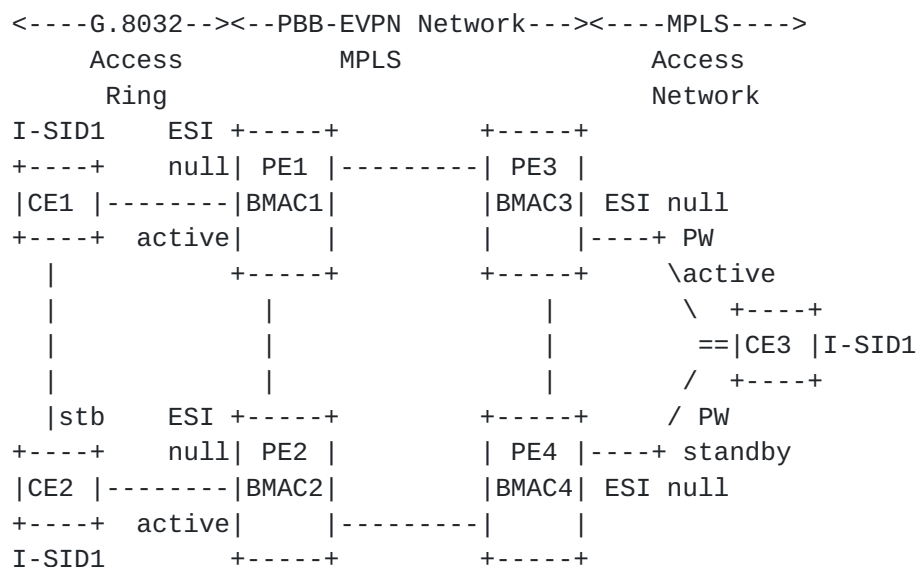 <----G.8032--><--PBB-EVPN Network---><----MPLS---->
     Access            MPLS                 Access
      Ring                                  Network
I-SID1    ESI +-----+         +-----+
+----+    null| PE1 |---------| PE3 |
|CE1 |--------|BMAC1|         |BMAC3| ESI null
+----+  active|     |         |     |----+ PW
  |           +-----+         +-----+     \active
  |             |                 |        \  +----+
  |             |                 |         ==|CE3 |I-SID1
  |             |                 |        /  +----+
  |stb    ESI +-----+         +-----+     / PW
+----+    null| PE2 |         | PE4 |----+ standby
|CE2 |--------|BMAC2|         |BMAC4| ESI null
+----+  active|     |---------|     |
I-SID1        +-----+         +-----+